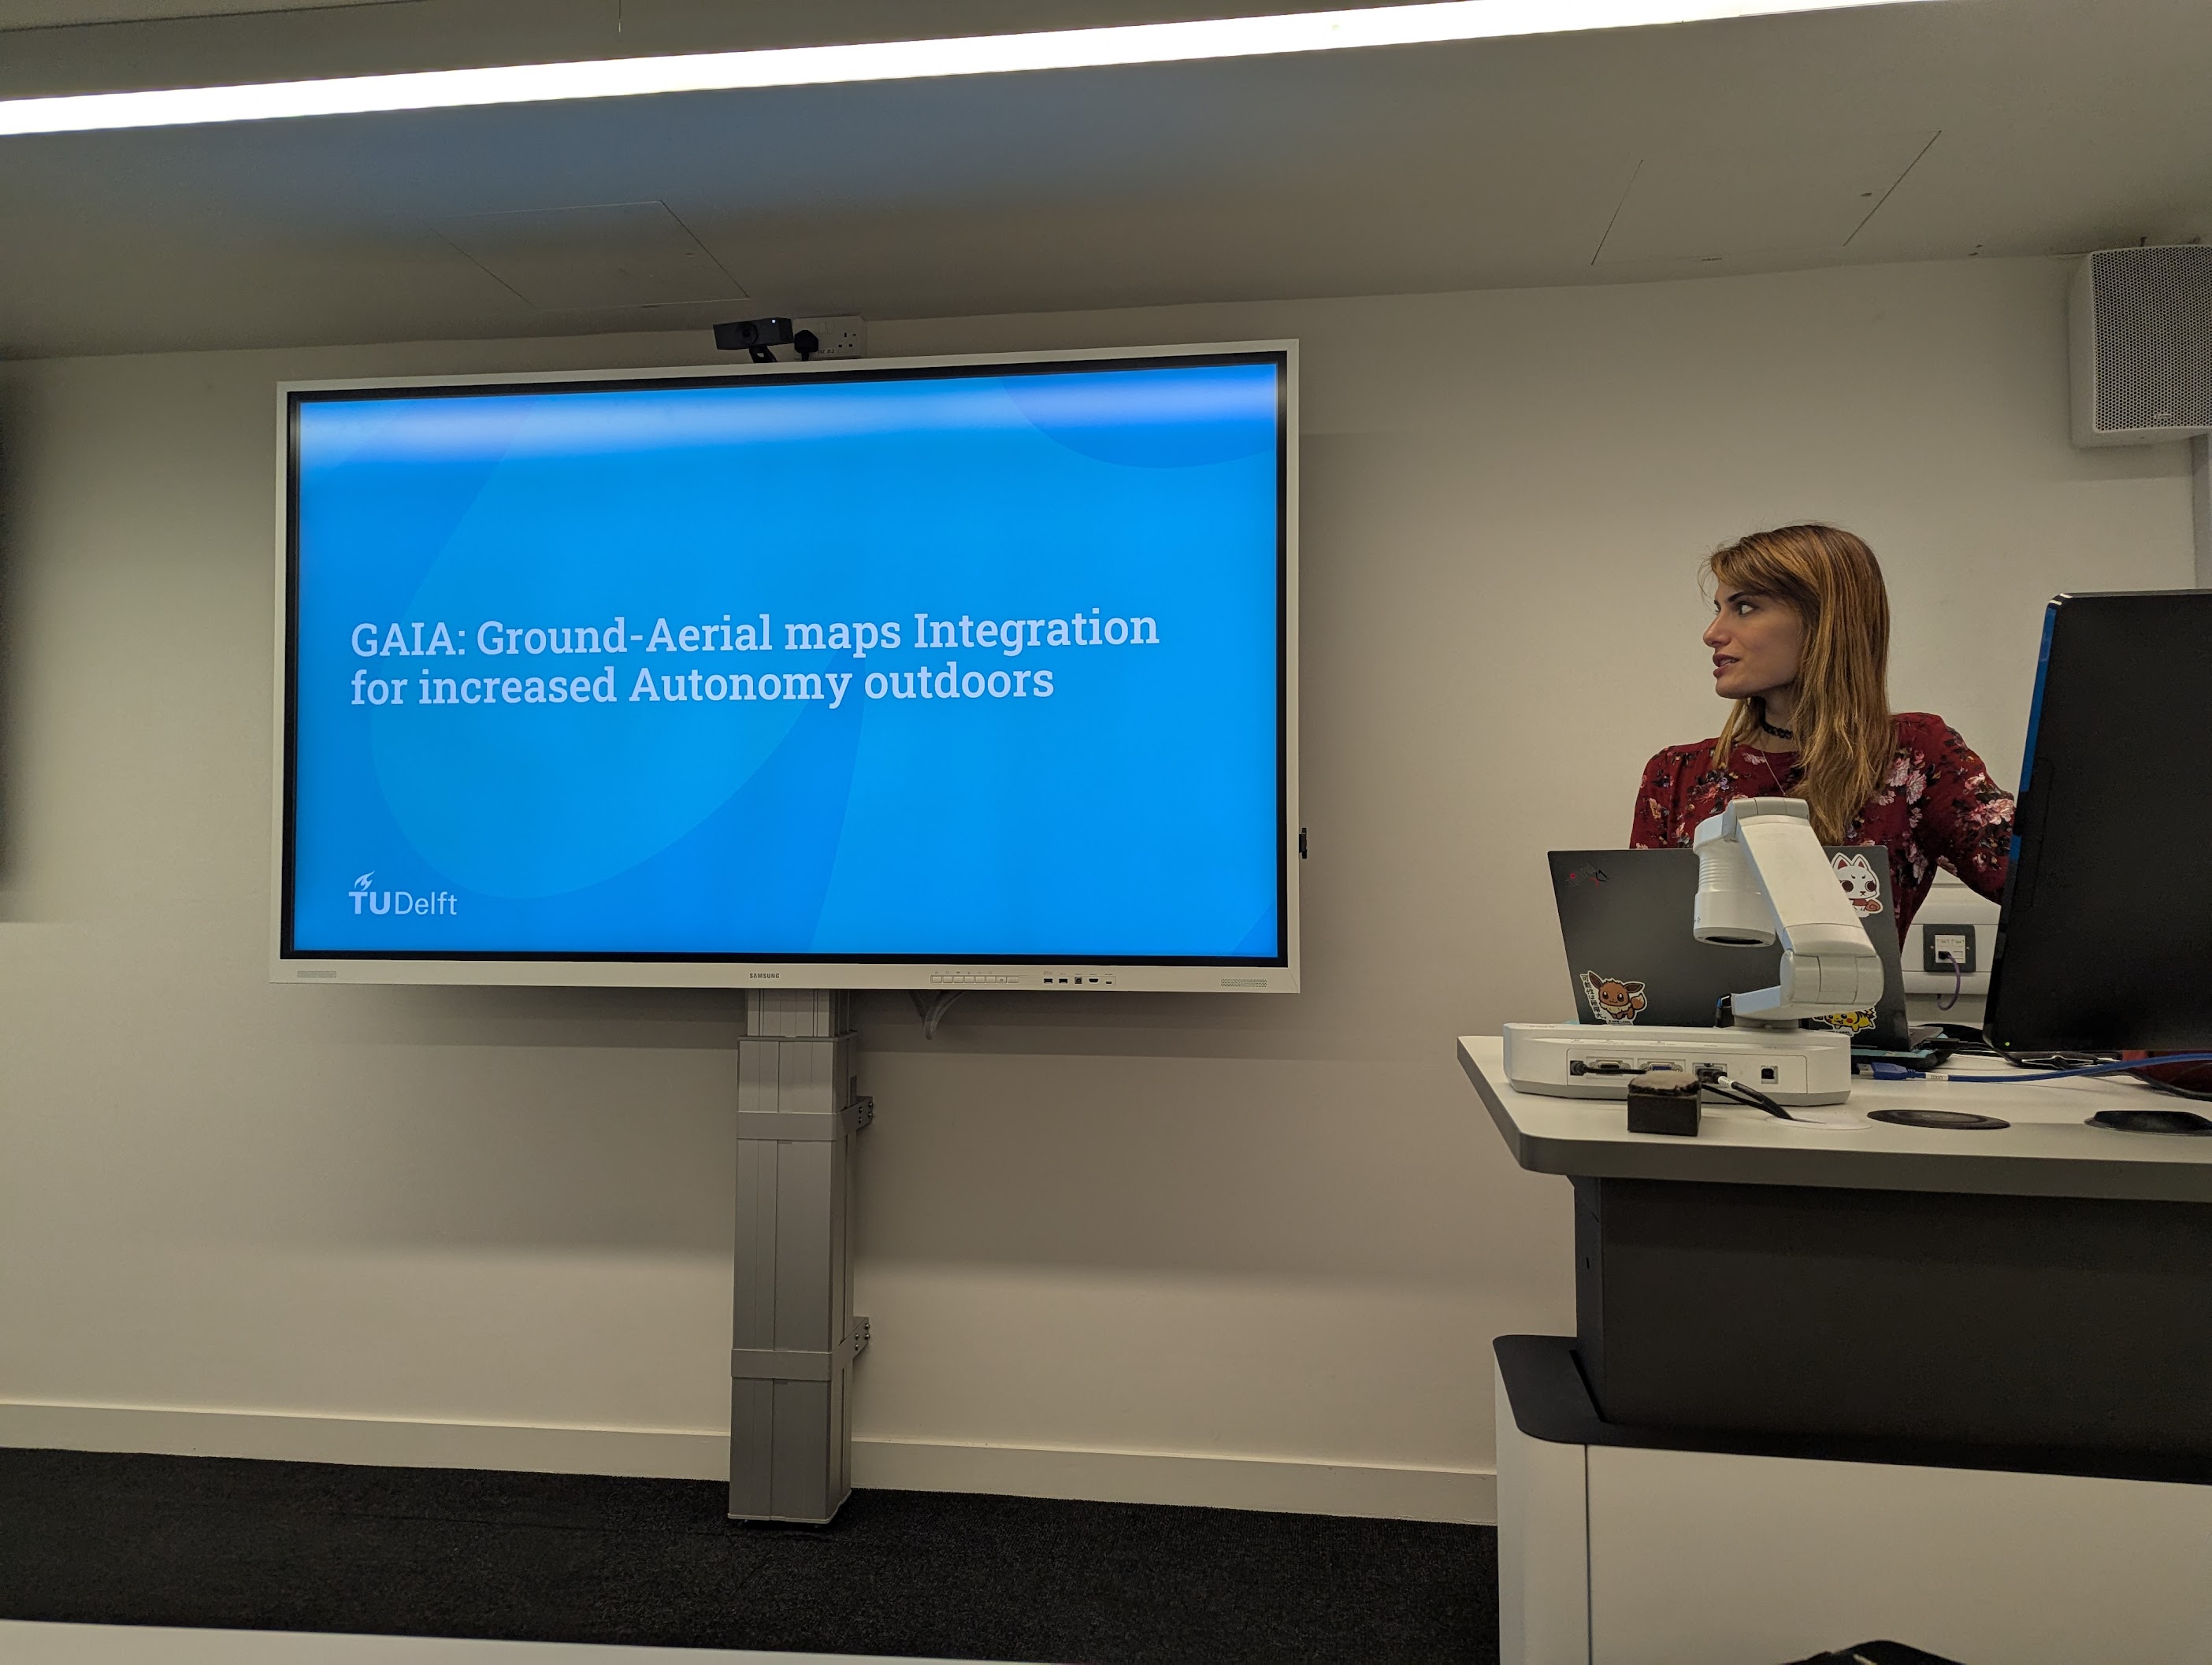 GAIA: Ground-Aerial maps Integration
for increased Autonomy outdoors
TUDelft
SAMSUNG